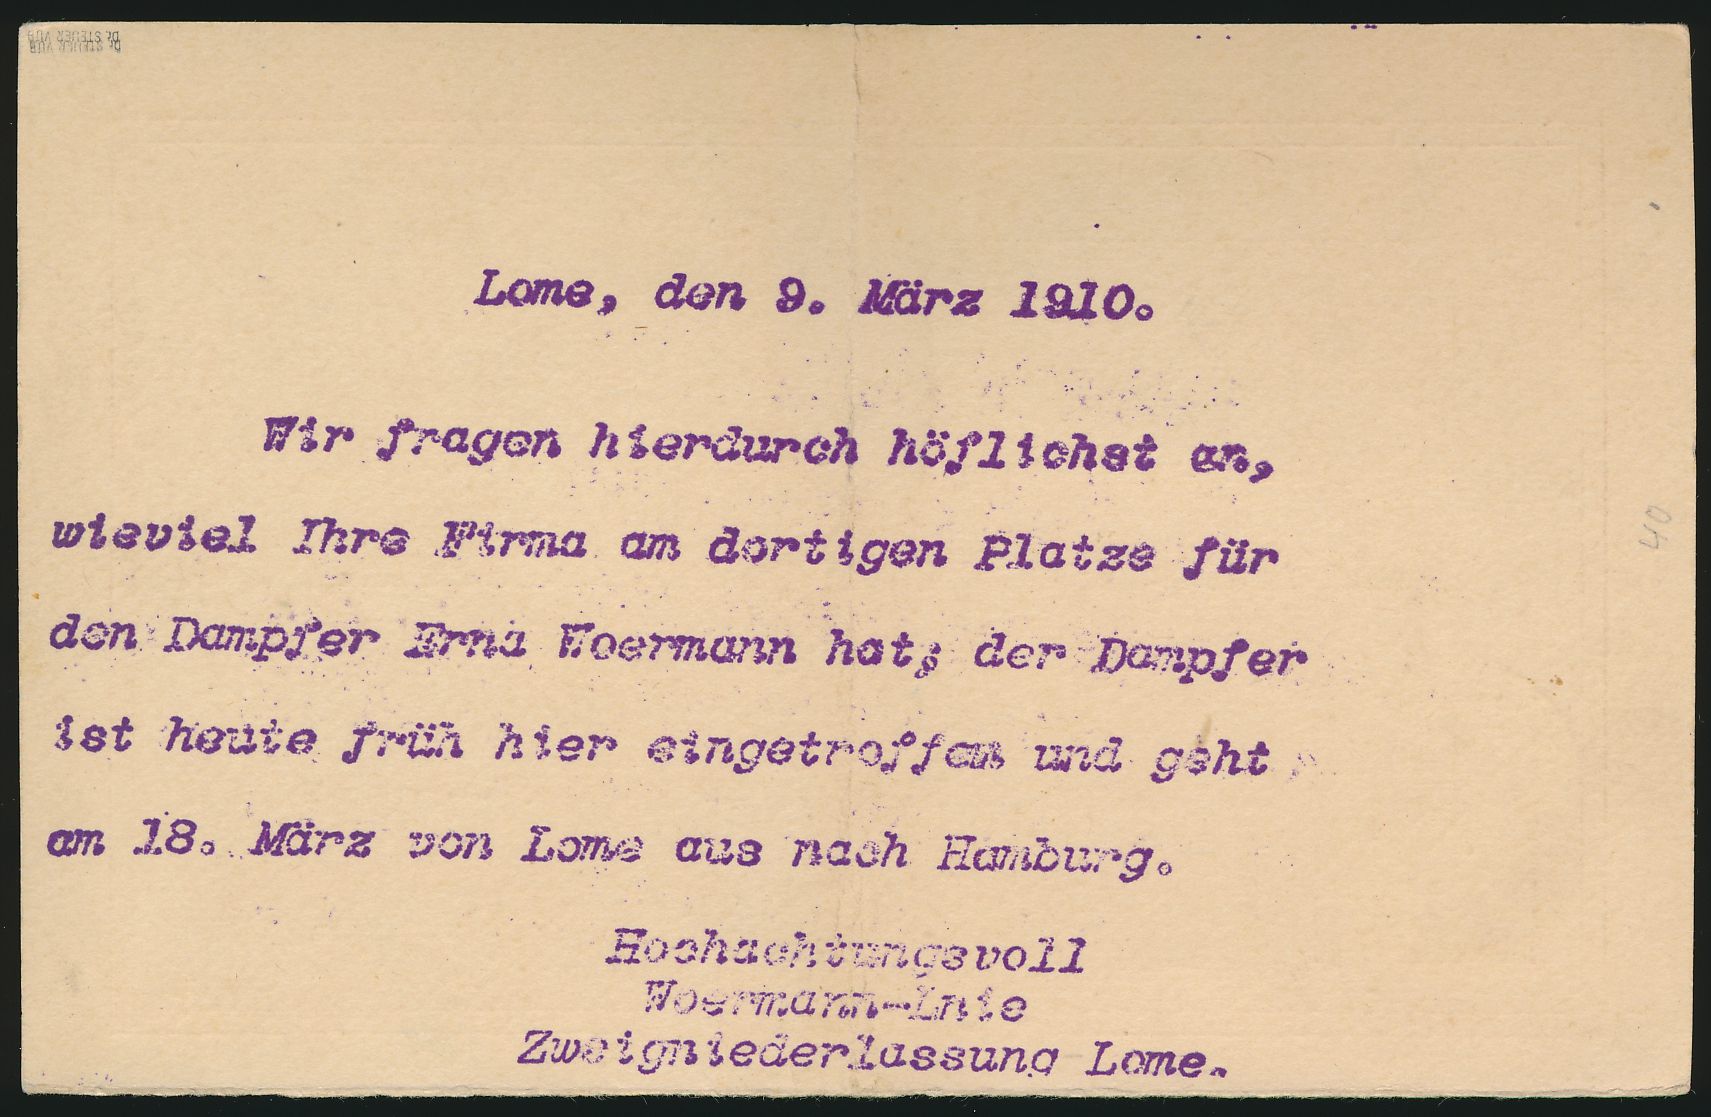 Lome, den 9. März 1910.
Wir fragen hierdurch höflichst an,
wieviel Ihre Firma am dortigen Platze für
den Dampfer Erna Woermann hat; der Dampfer
ist heute früh hier eingetroffen und geht
am 18. März von Lome aus nach Hamburg.
Hochachtungsvoll
Woermann-Lnie
Zweigniederlassung Lome.
40